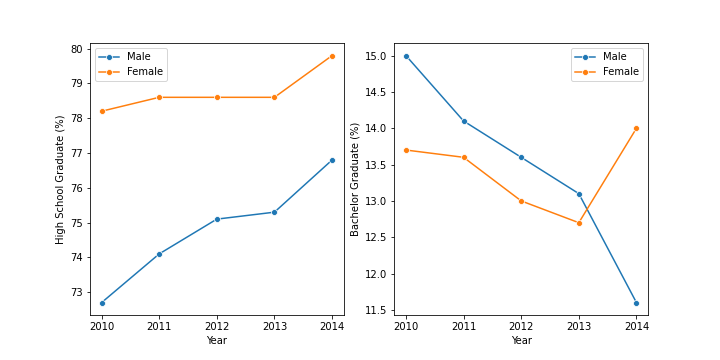 High School Graduate (%)
80
79
78
77
76
75
74
73
Male
Female
2010 2011 2012 2013 2014
Year
Bachelor Graduate (%)
15.0
14.5
14.0
13.5
13.0
12.5
12.0
11.5
Male
Female
2010 2011 2012 2013 2014
Year